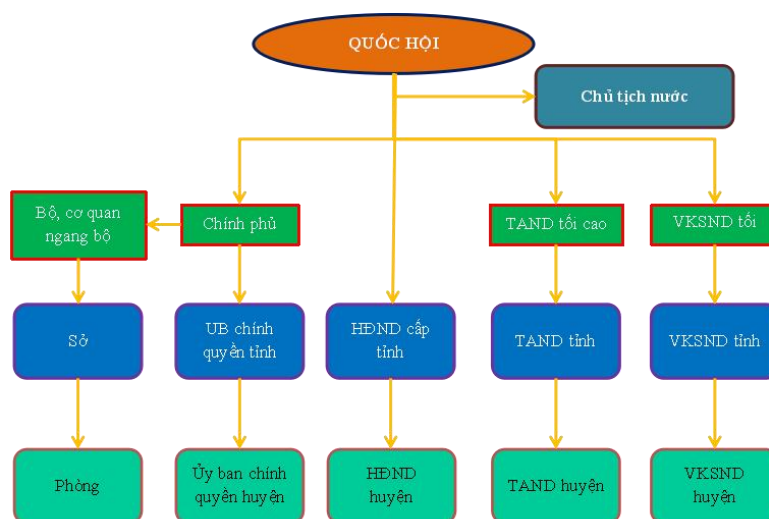 QUỐC HỘI
Chủ tịch nước
Bộ, cơ quan
ngang bộ
Chính phủ
TAND tối cao
VKSND tối
Sở
UB chính
quyền tỉnh
HĐND cấp
tỉnh
TAND tỉnh
VKSND tỉnh
Phòng
Ủy ban chính
quyền huyện
HĐND
huyện
TAND huyện
VKSND
huyện